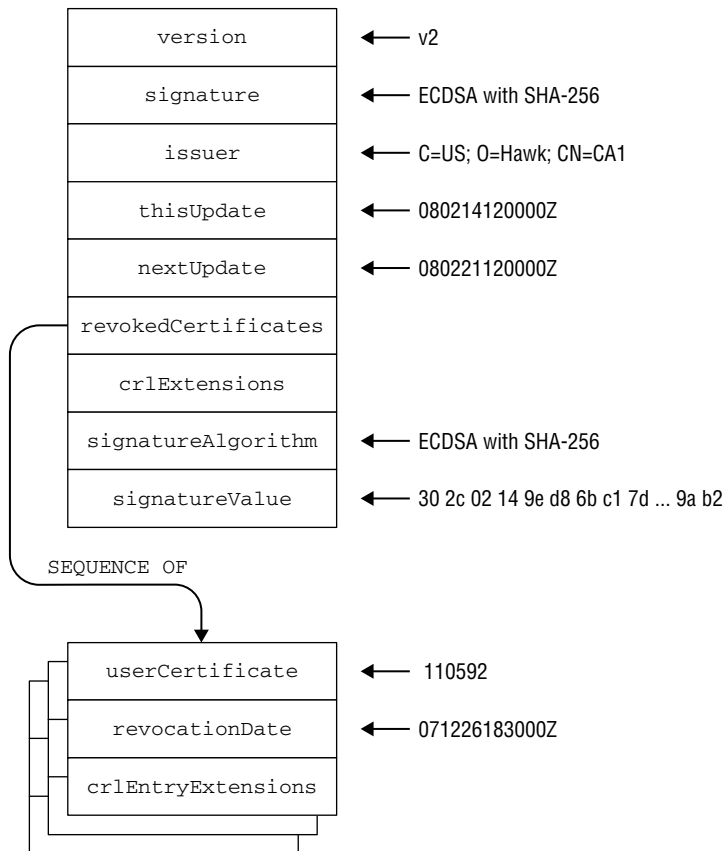 version v2
signature ECDSA with SHA-256
issuer C=US; O=Hawk; CN=CA1
thisUpdate 080214120000Z
nextUpdate 080221120000Z
revokedCertificates
crlExtensions
signatureAlgorithm ECDSA with SHA-256
signatureValue 30 2c 02 14 9e d8 6b c1 7d ... 9a b2
SEQUENCE OF
userCertificate 110592
revocationDate 071226183000Z
crlEntryExtensions